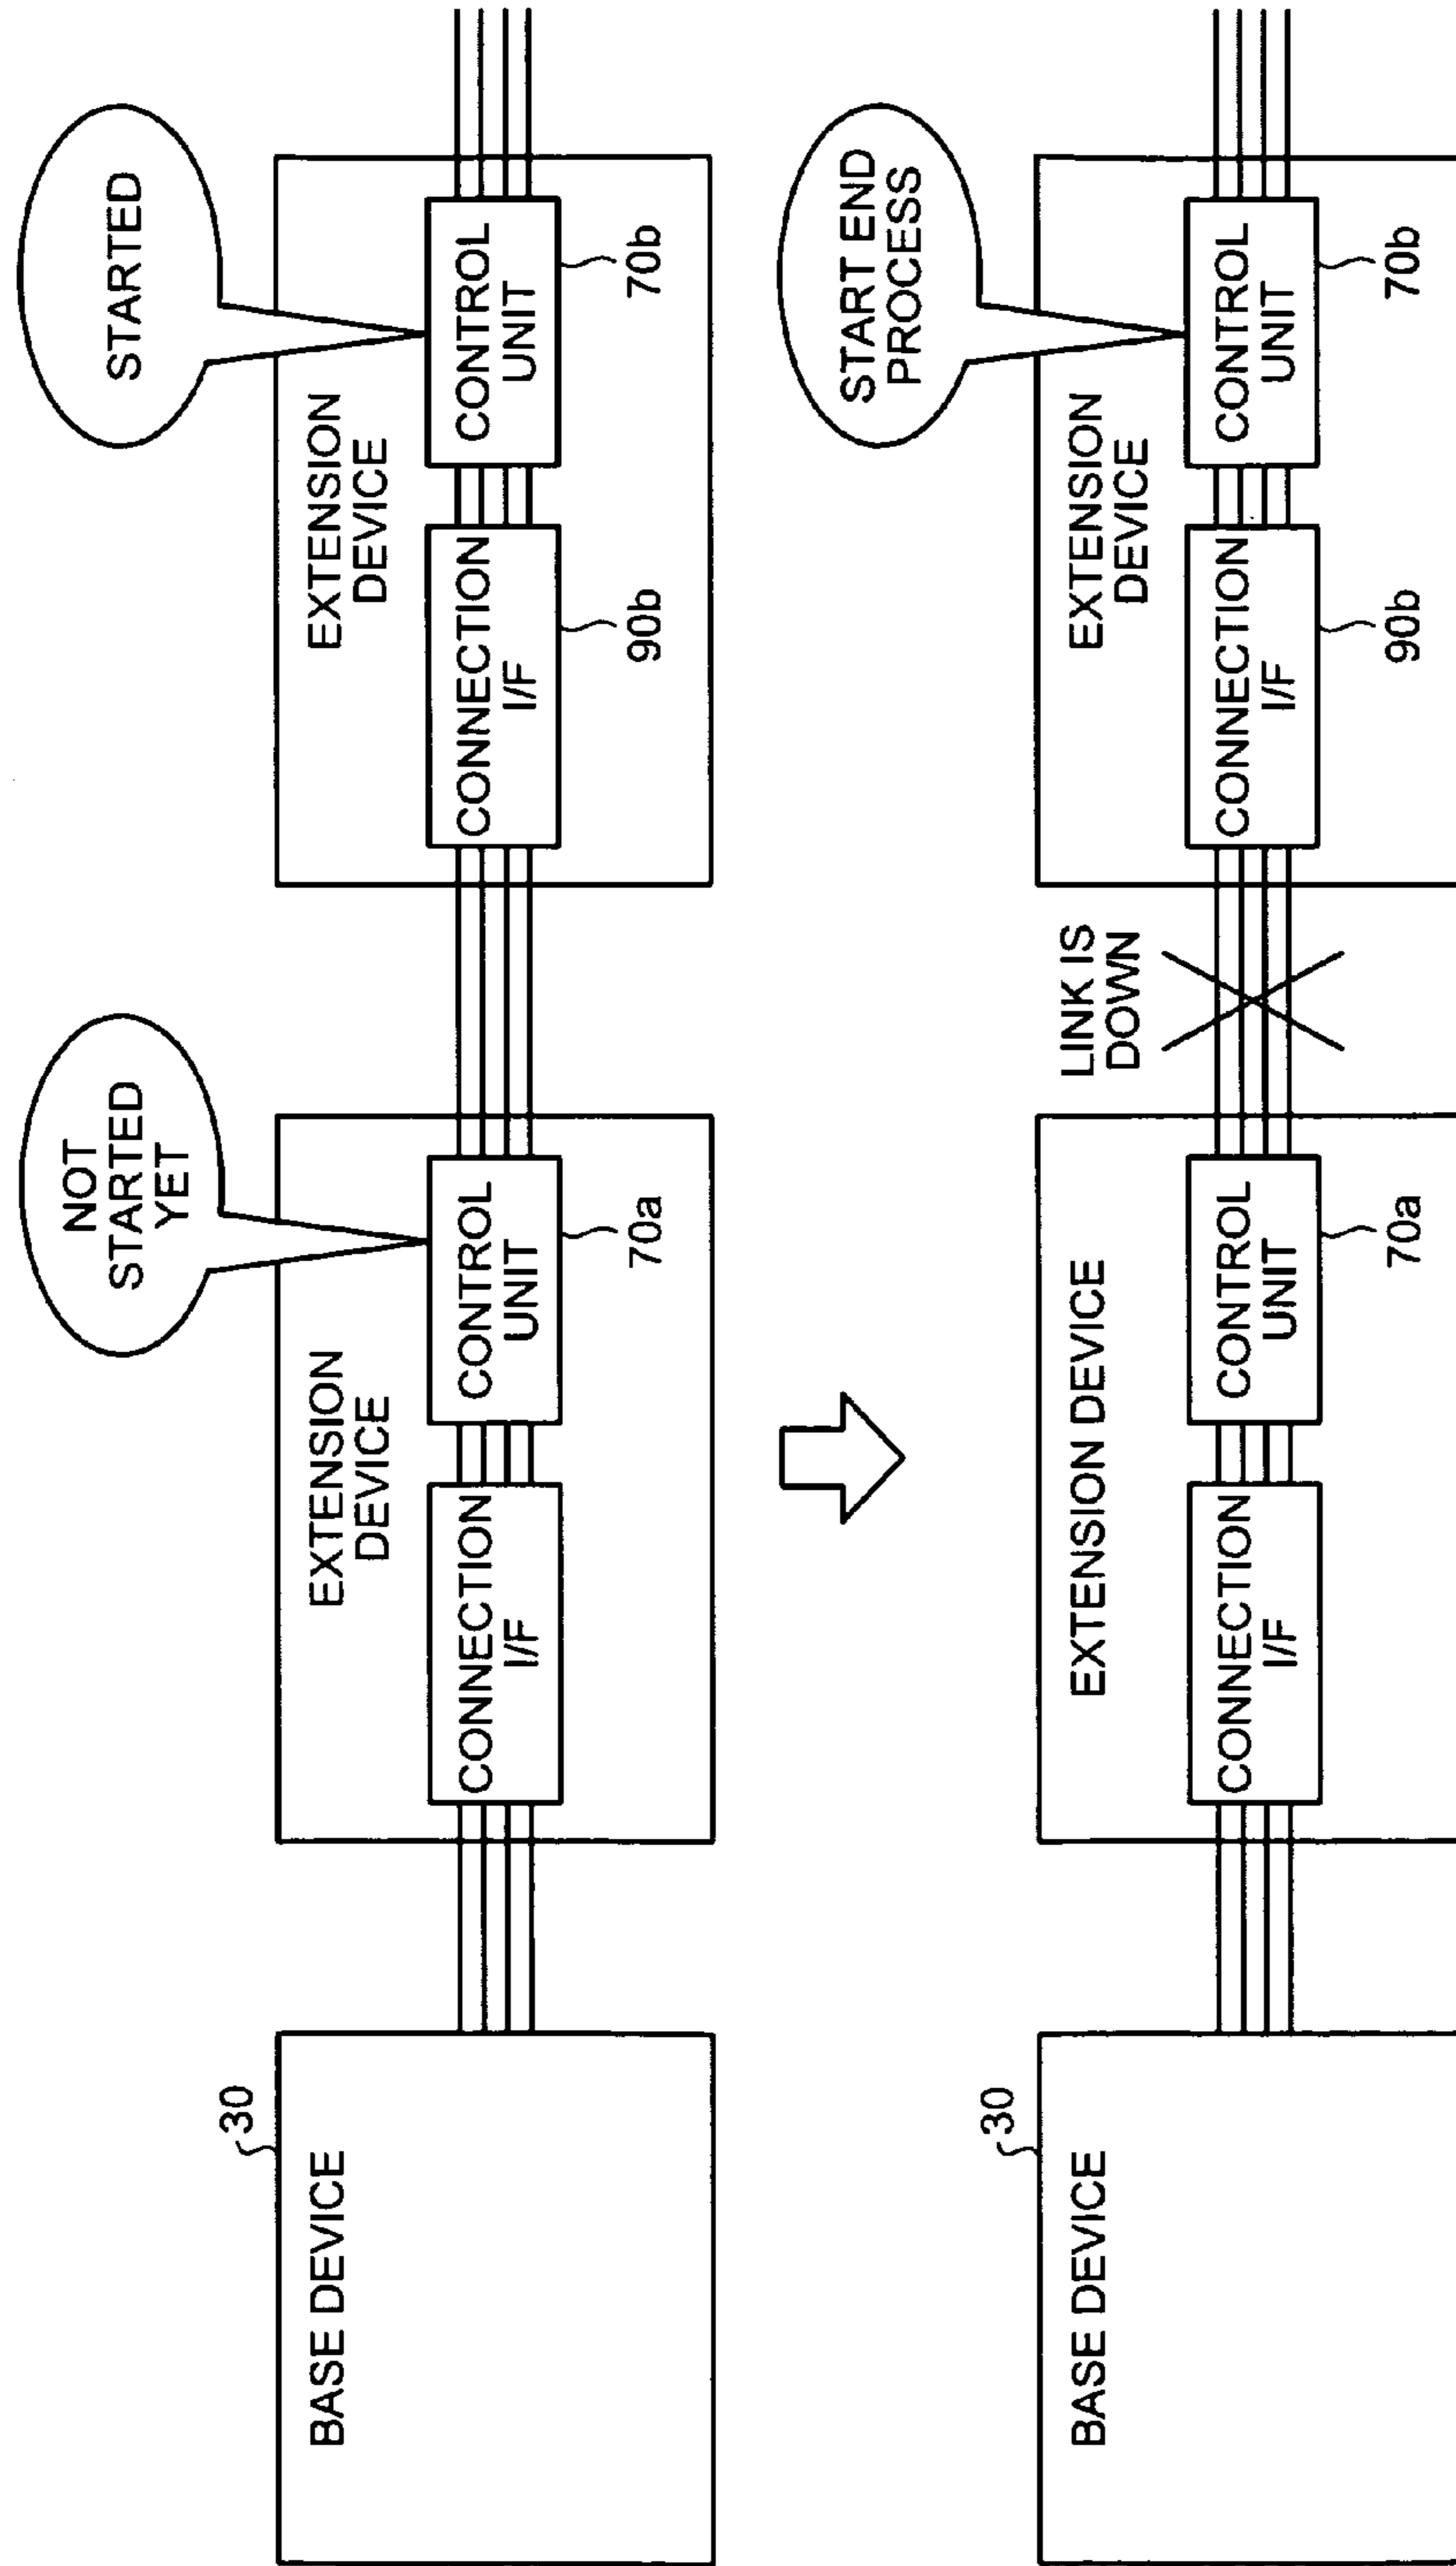 NOT
STARTED
YET
STARTED
30
BASE DEVICE
EXTENSION
DEVICE
CONNECTION
I/F
CONTROL
UNIT
70a
EXTENSION
DEVICE
CONNECTION
I/F
90b
CONTROL
UNIT
70b
START END
PROCESS
30
BASE DEVICE
EXTENSION DEVICE
CONNECTION
I/F
CONTROL
UNIT
70a
LINK IS
DOWN
EXTENSION
DEVICE
CONNECTION
I/F
90b
CONTROL
UNIT
70b